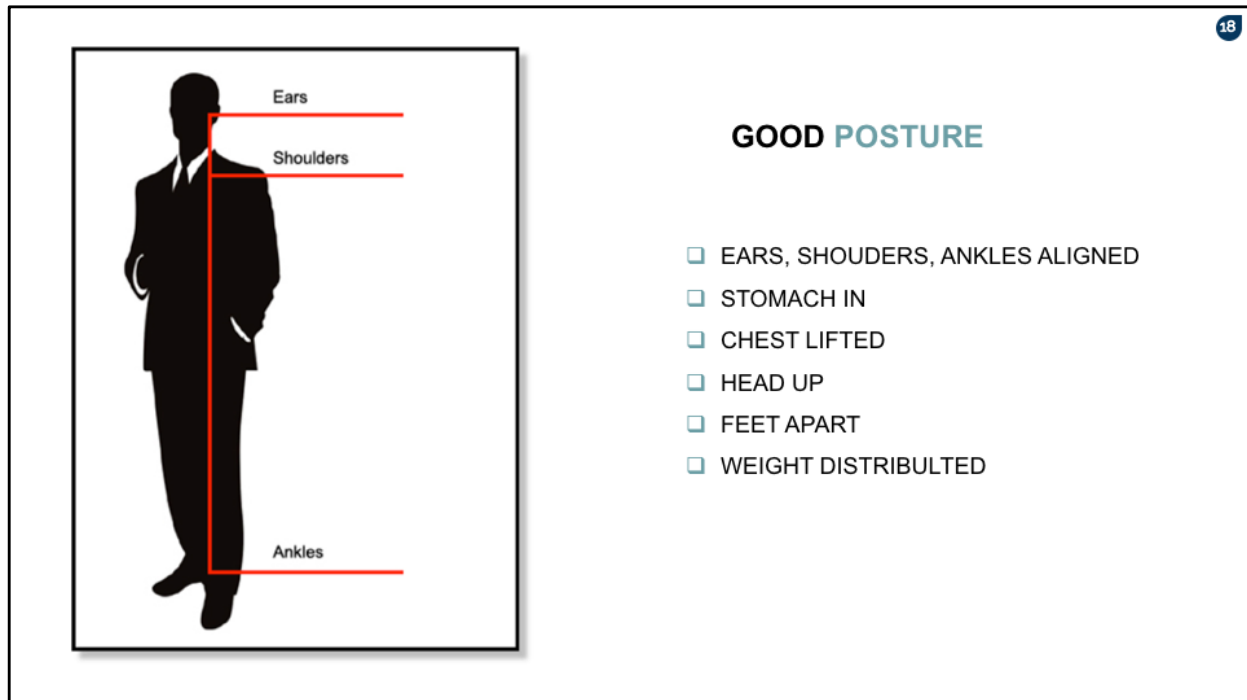 18
Ears
Shoulders
Ankles
GOOD POSTURE
EARS, SHOUDERS, ANKLES ALIGNED
STOMACH IN
CHEST LIFTED
HEAD UP
FEET APART
WEIGHT DISTRIBULTED